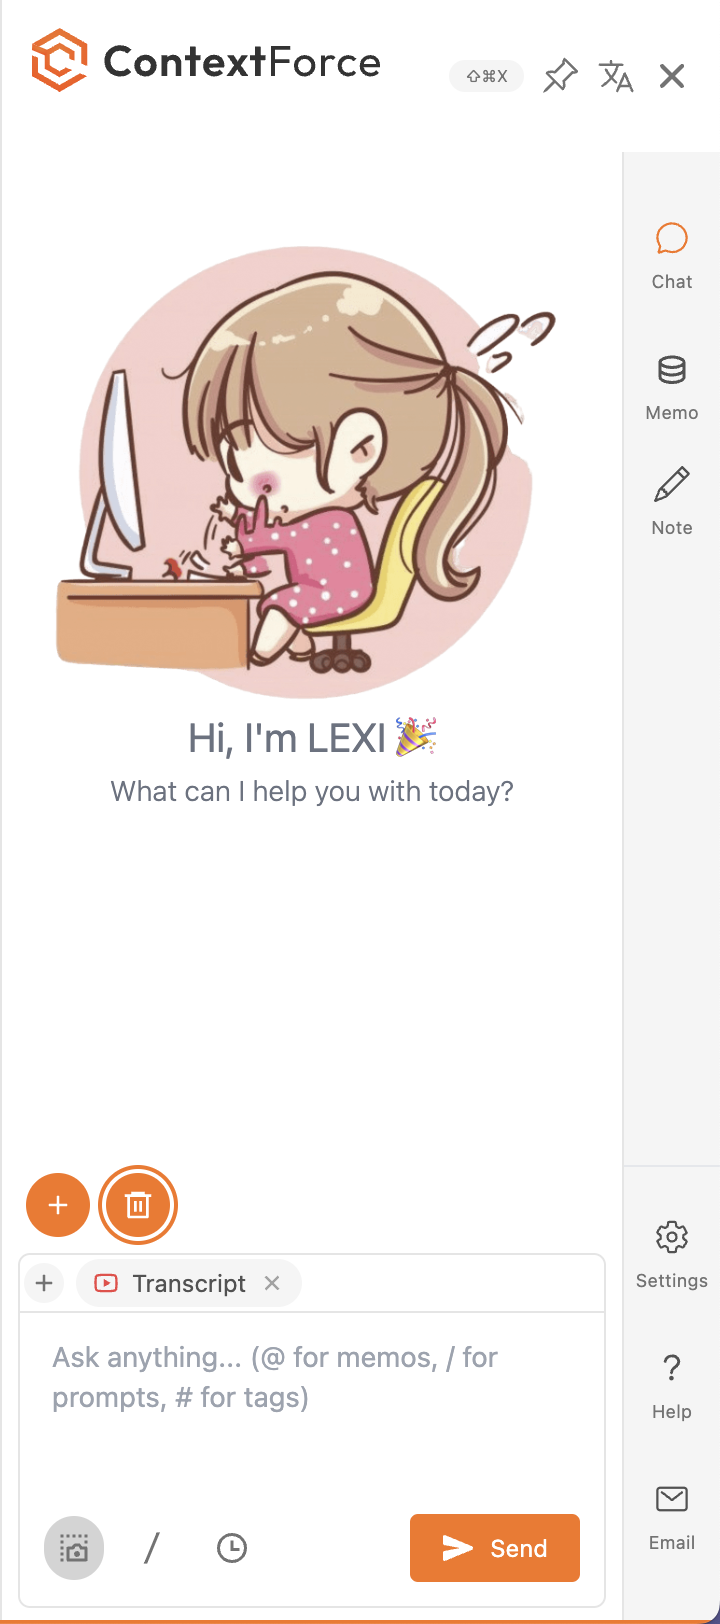 ContextForce
⇧⌘X
Chat
Memo
Note
Hi, I'm LEXI 🎉
What can I help you with today?
Transcript
Ask anything... (@ for memos, / for
prompts, # for tags)
/
Send
Settings
?
Help
Email